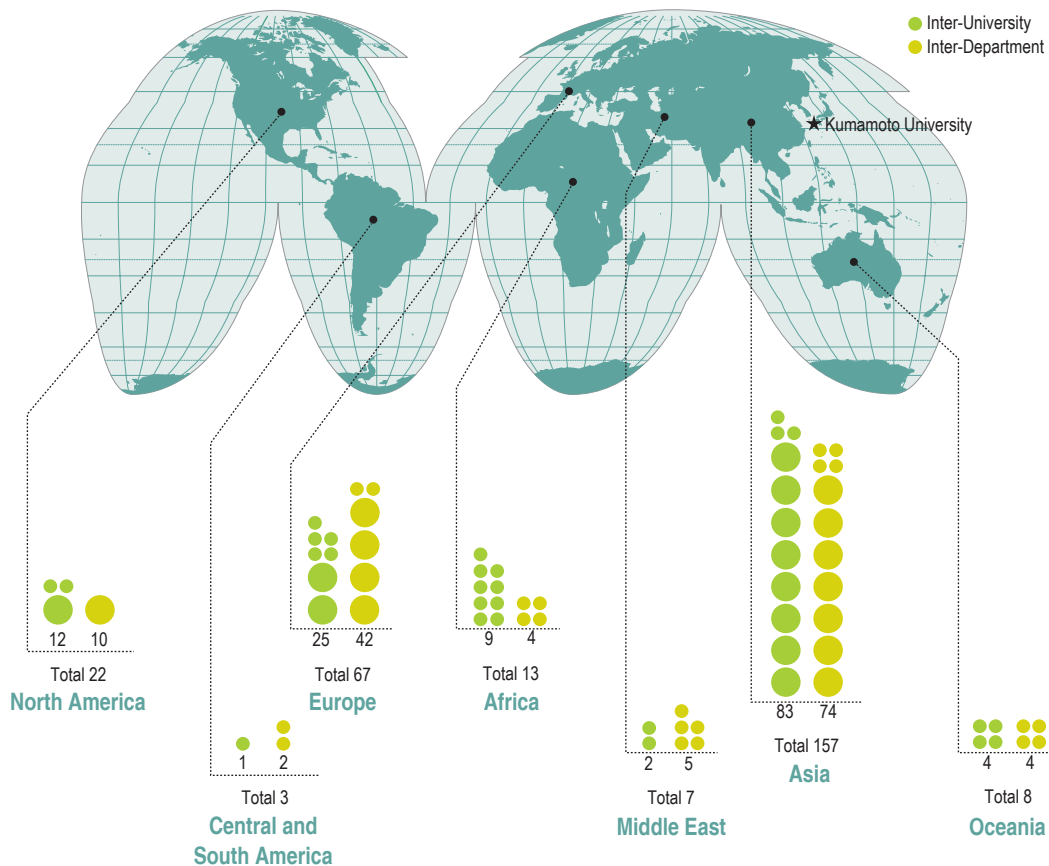 Inter-University
Inter-Department
Kumamoto University
12 10
Total 22
North America
1 2
Total 3
Central and
South America
25 42
Total 67
Europe
9 4
Total 13
Africa
2 5
Total 7
Middle East
83 74
Total 157
Asia
4 4
Total 8
Oceania